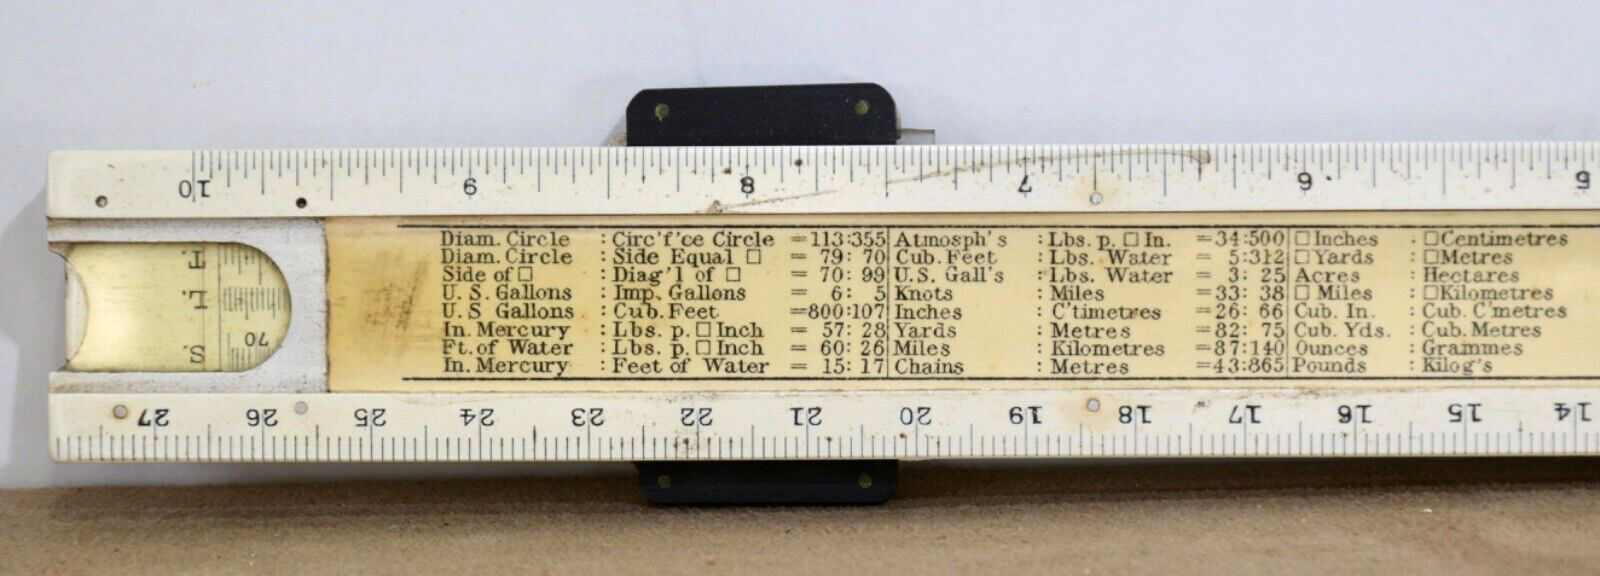 10 9 8 7 6 5
T.
L.
S.
70
Diam. Circle : Circ'f'ce Circle = 113:355 Atmosph's : Lbs. p. □ In. = 34:500 □ Inches : □ Centimetres
Diam. Circle : Side Equal □ = 79: 70 Cub. Feet : Lbs. Water = 5:312 □ Yards : □ Metres
Side of □ : Diag'l of □ = 70: 99 U.S. Gall's : Lbs. Water = 3: 25 Acres : Hectares
U. S. Gallons : Imp. Gallons = 6: 5 Knots : Miles = 33: 38 □ Miles : □ Kilometres
U. S Gallons : Cub. Feet = 800:107 Inches : C'timetres = 26: 66 Cub. In. : Cub. C'metres
In. Mercury : Lbs. p. □ Inch = 57: 28 Yards : Metres = 82: 75 Cub. Yds. : Cub. Metres
Ft. of Water : Lbs. p. □ Inch = 60: 26 Miles : Kilometres = 87:140 Ounces : Grammes
In. Mercury : Feet of Water = 15: 17 Chains : Metres = 43:865 Pounds : Kilog's
27 26 25 24 23 22 21 20 19 18 17 16 15 14